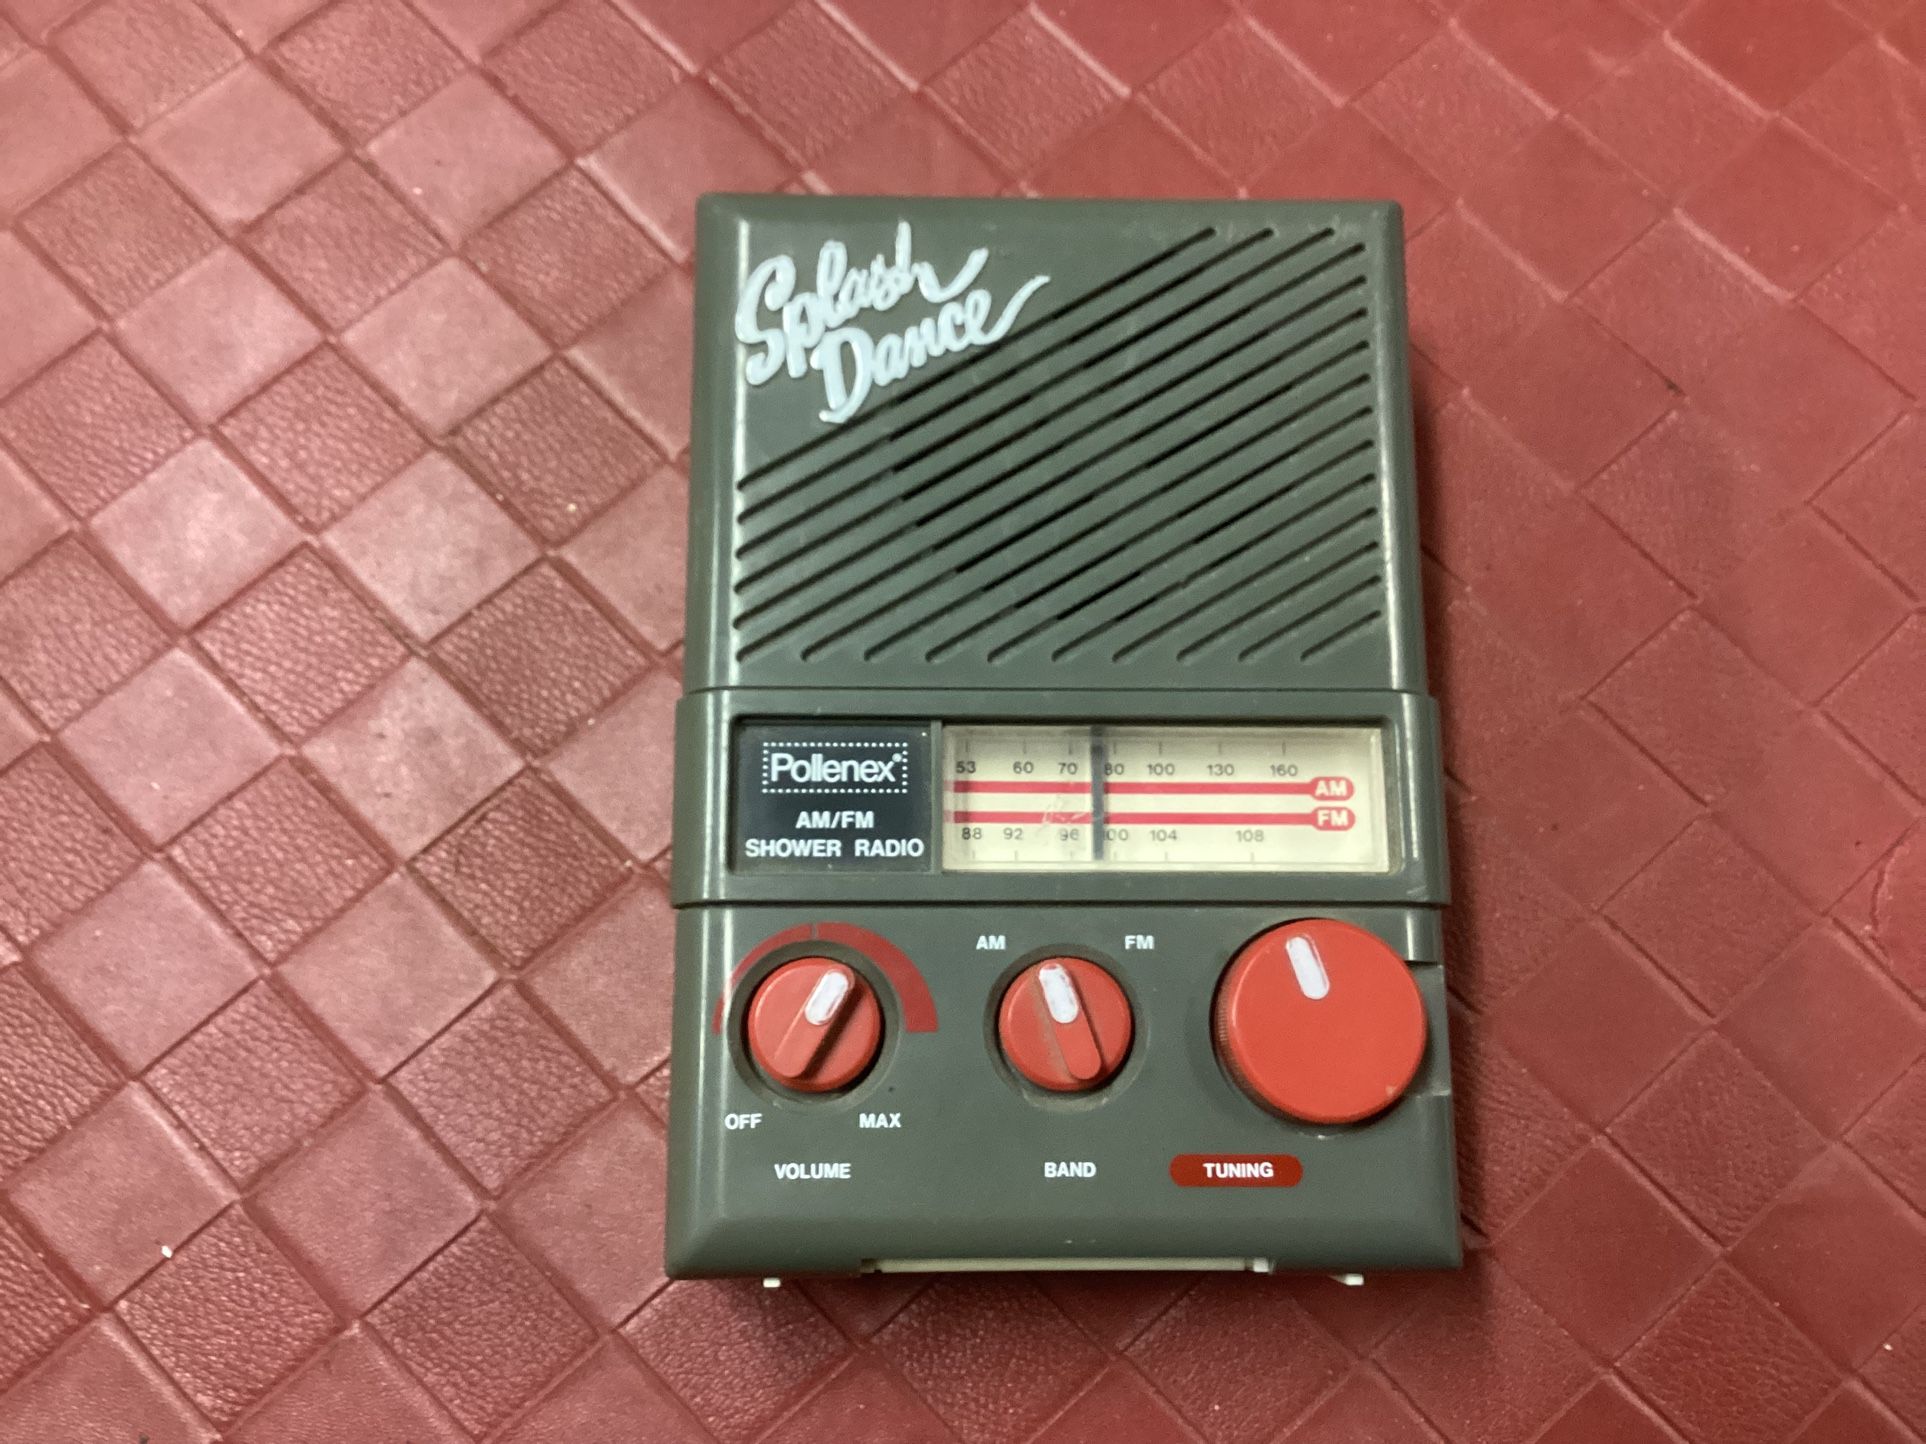 Splash
Dance
Pollenex®
AM/FM
SHOWER RADIO
53 60 70 80 100 130 160
AM
FM
88 92 96 100 104 108
AM FM
OFF MAX
VOLUME BAND TUNING